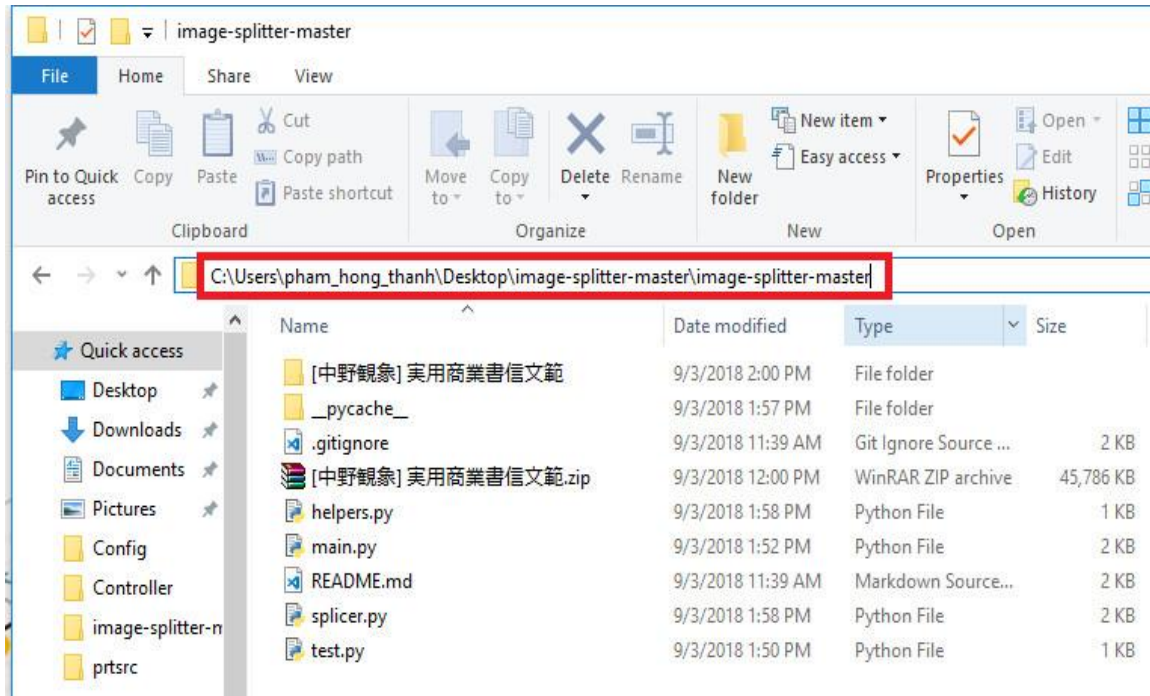 image-splitter-master
File Home Share View
Pin to Quick access
Copy
Paste
Cut
Copy path
Paste shortcut
Clipboard
Move to
Copy to
Delete
Rename
Organize
New folder
New item
Easy access
New
Properties
Open
Edit
History
Open
C:\Users\pham_hong_thanh\Desktop\image-splitter-master\image-splitter-master
Quick access
Desktop
Downloads
Documents
Pictures
Config
Controller
image-splitter-m
prtsrc
Name Date modified Type Size
[中野観象] 実用商業書信文範 9/3/2018 2:00 PM File folder
__pycache__ 9/3/2018 1:57 PM File folder
.gitignore 9/3/2018 11:39 AM Git Ignore Source ... 2 KB
[中野観象] 実用商業書信文範.zip 9/3/2018 12:00 PM WinRAR ZIP archive 45,786 KB
helpers.py 9/3/2018 1:58 PM Python File 1 KB
main.py 9/3/2018 1:52 PM Python File 2 KB
README.md 9/3/2018 11:39 AM Markdown Source... 2 KB
splicer.py 9/3/2018 1:58 PM Python File 2 KB
test.py 9/3/2018 1:50 PM Python File 1 KB